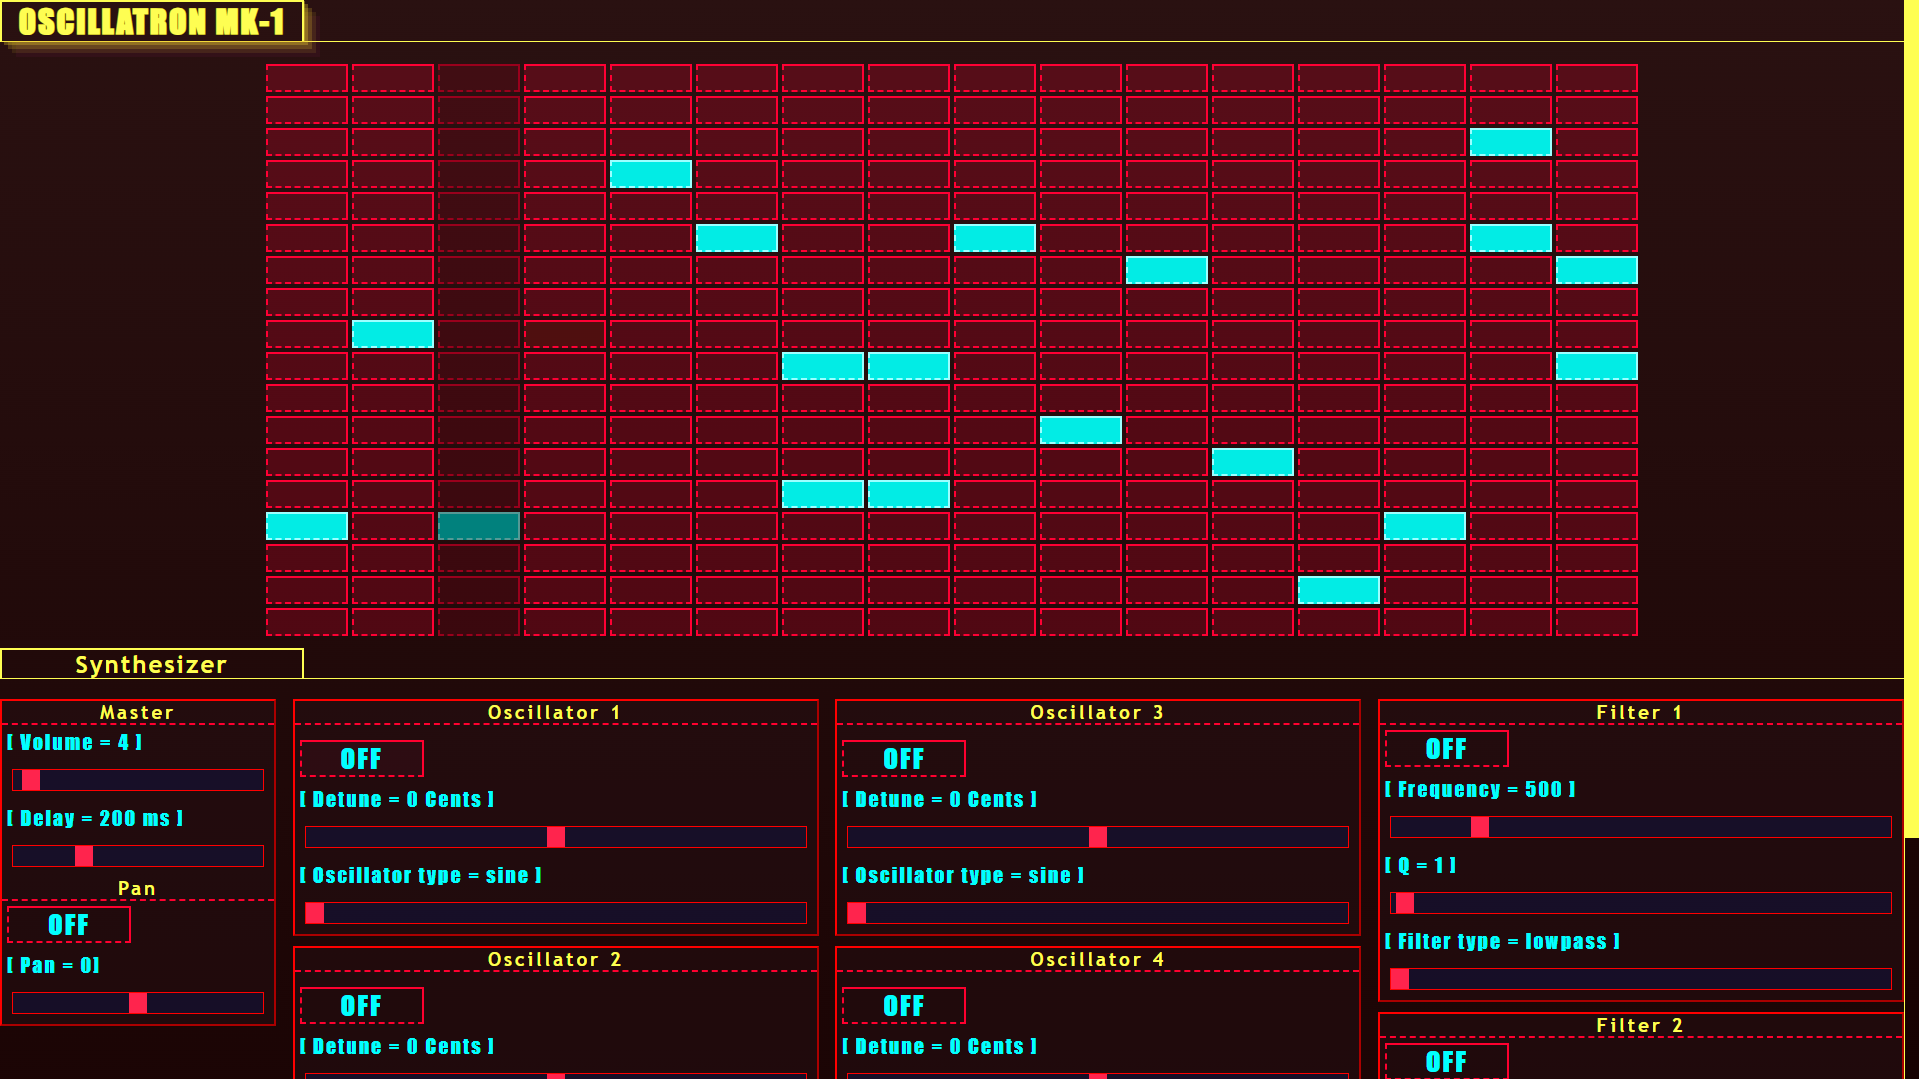 OSCILLATRON MK-1
Synthesizer
Master
[ Volume = 4 ]
[ Delay = 200 ms ]
Pan
OFF
[ Pan = 0]
Oscillator 1
OFF
[ Detune = 0 Cents ]
[ Oscillator type = sine ]
Oscillator 2
OFF
[ Detune = 0 Cents ]
Oscillator 3
OFF
[ Detune = 0 Cents ]
[ Oscillator type = sine ]
Oscillator 4
OFF
[ Detune = 0 Cents ]
Filter 1
OFF
[ Frequency = 500 ]
[ Q = 1 ]
[ Filter type = lowpass ]
Filter 2
OFF